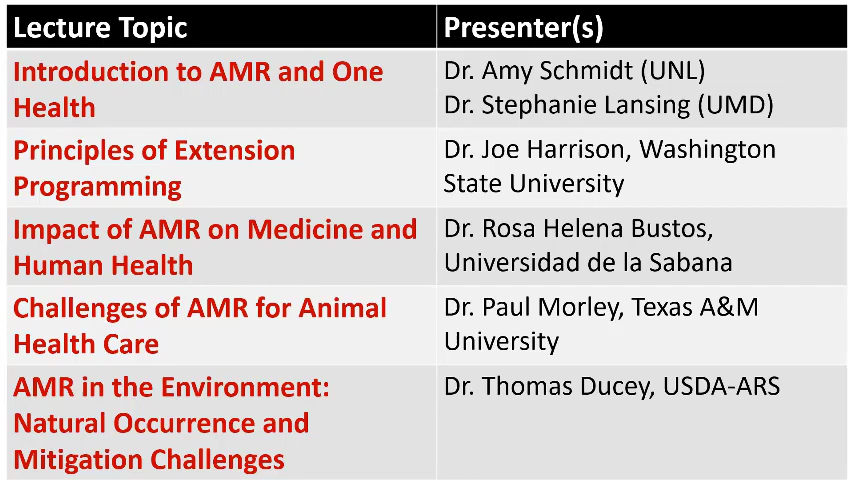 Lecture Topic
Presenter(s)
Introduction to AMR and One
Health
Dr. Amy Schmidt (UNL)
Dr. Stephanie Lansing (UMD)
Principles of Extension
Programming
Dr. Joe Harrison, Washington
State University
Impact of AMR on Medicine and
Human Health
Dr. Rosa Helena Bustos,
Universidad de la Sabana
Challenges of AMR for Animal
Health Care
Dr. Paul Morley, Texas A&M
University
AMR in the Environment:
Natural Occurrence and
Mitigation Challenges
Dr. Thomas Ducey, USDA-ARS